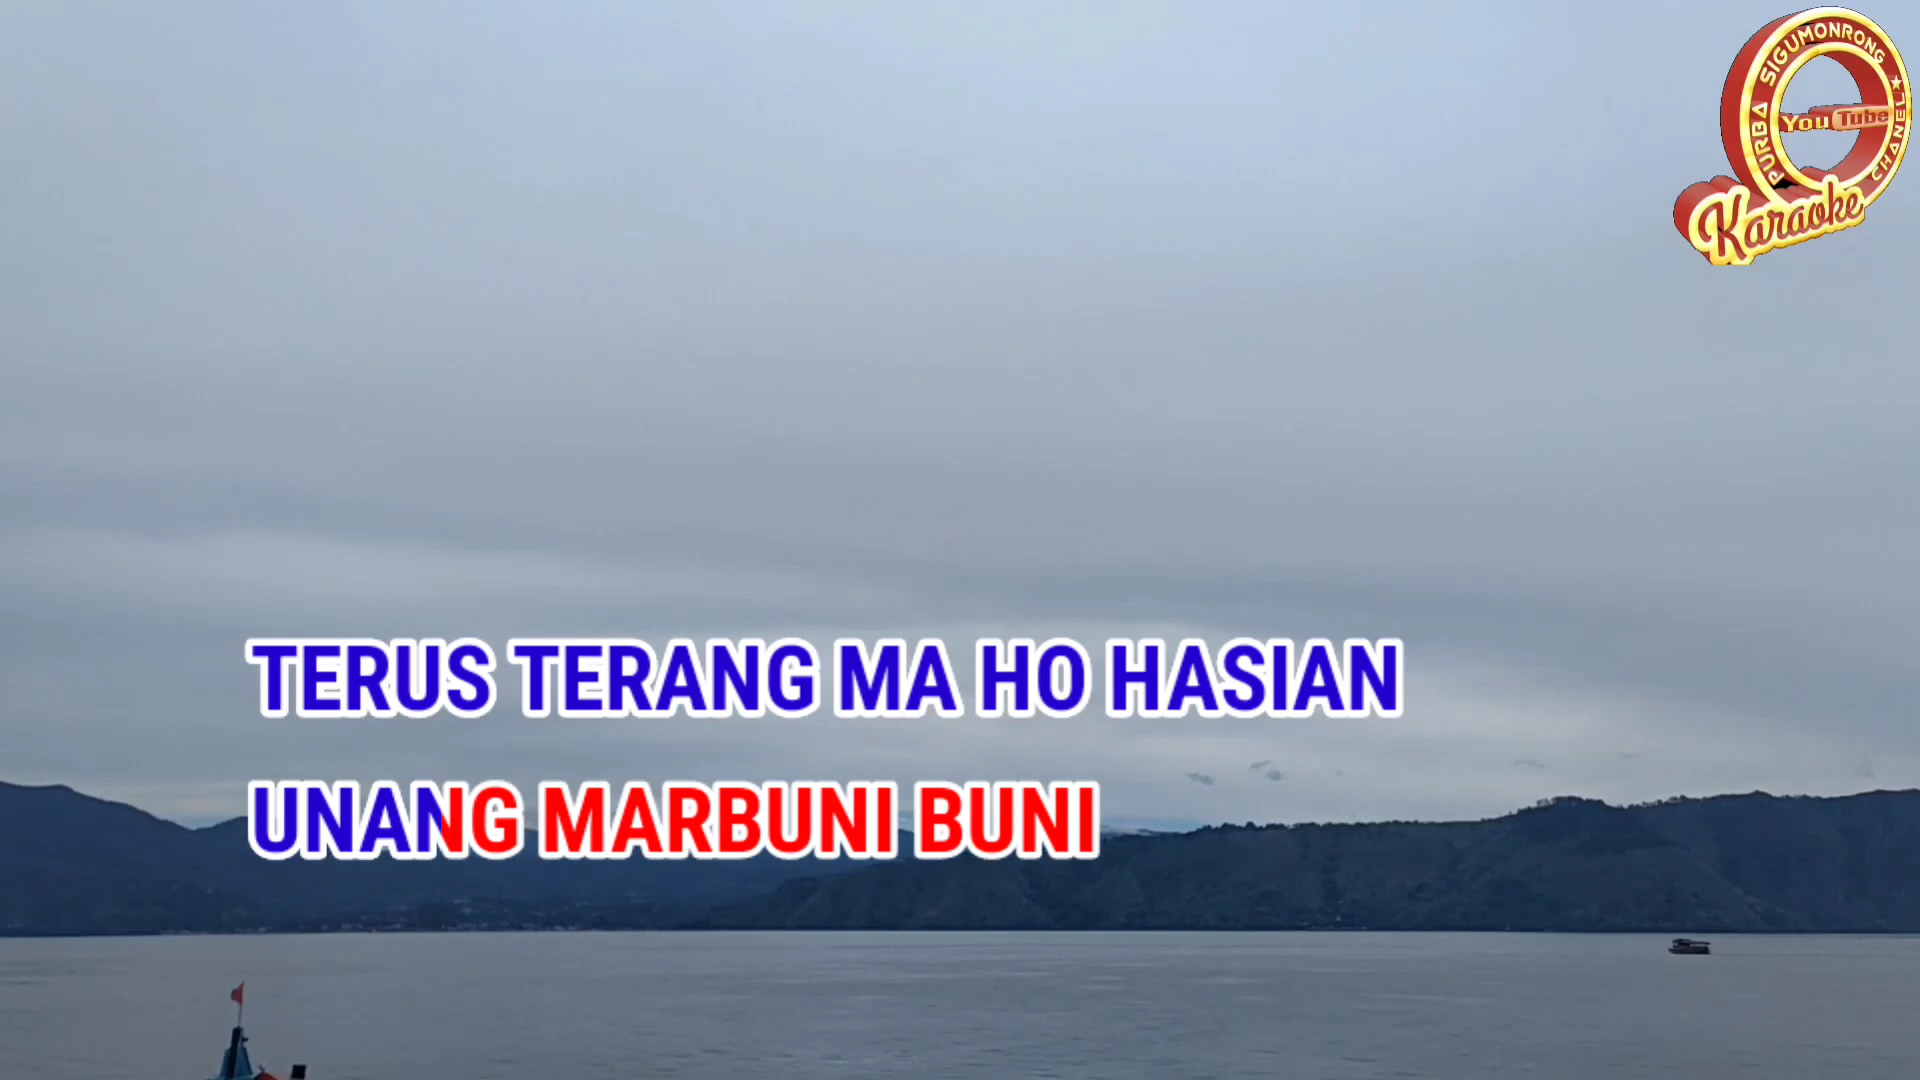 PURBA SIGUMONRONG CHANEL
YouTube
Karaoke
TERUS TERANG MA HO HASIAN
UNANG MARBUNI BUNI